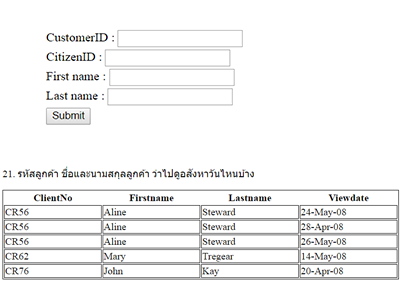 CustomerID :
CitizenID :
First name :
Last name :
Submit
21. รหัสลูกค้า ชื่อและนามสกุลลูกค้า ว่าไปดูอสังหาวันไหนบ้าง
ClientNo Firstname Lastname Viewdate
CR56 Aline Steward 24-May-08
CR56 Aline Steward 28-Apr-08
CR56 Aline Steward 26-May-08
CR62 Mary Tregear 14-May-08
CR76 John Kay 20-Apr-08